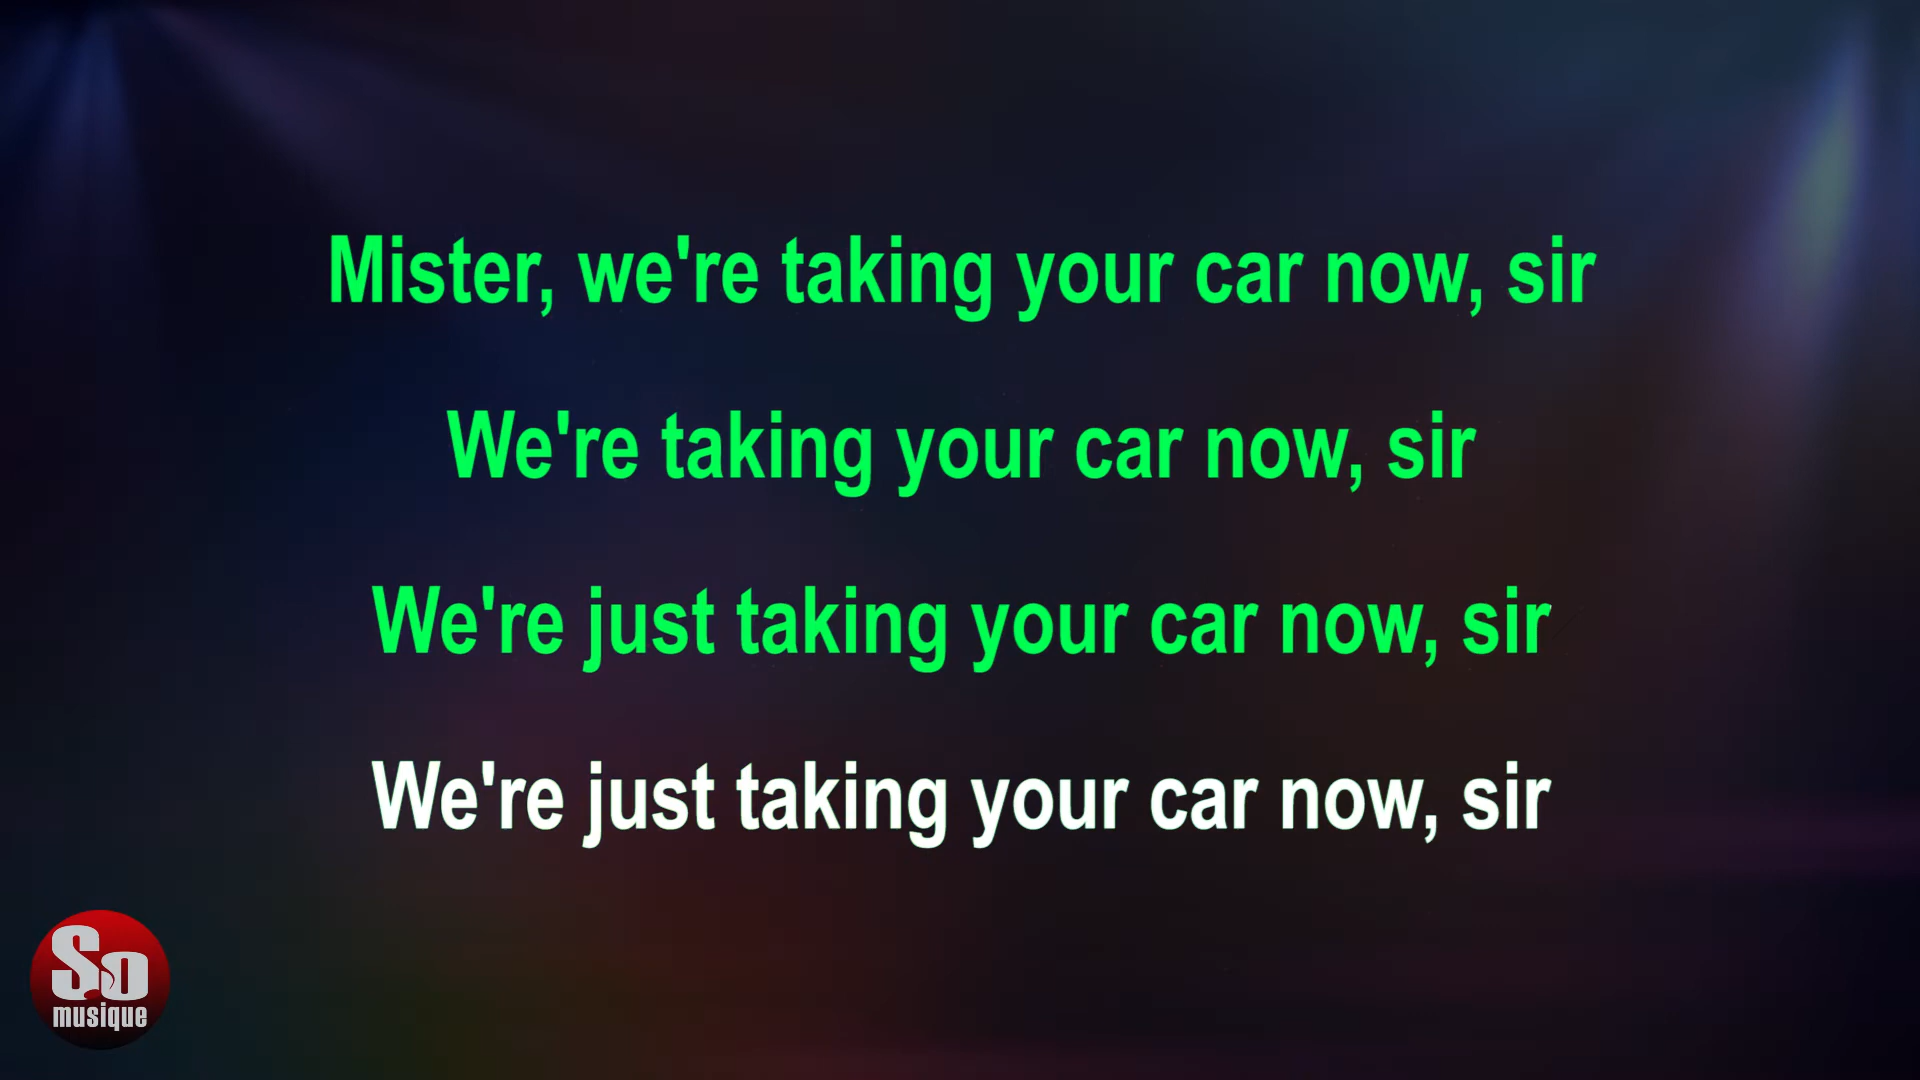 Mister, we're taking your car now, sir
We're taking your car now, sir
We're just taking your car now, sir
We're just taking your car now, sir
So
musique